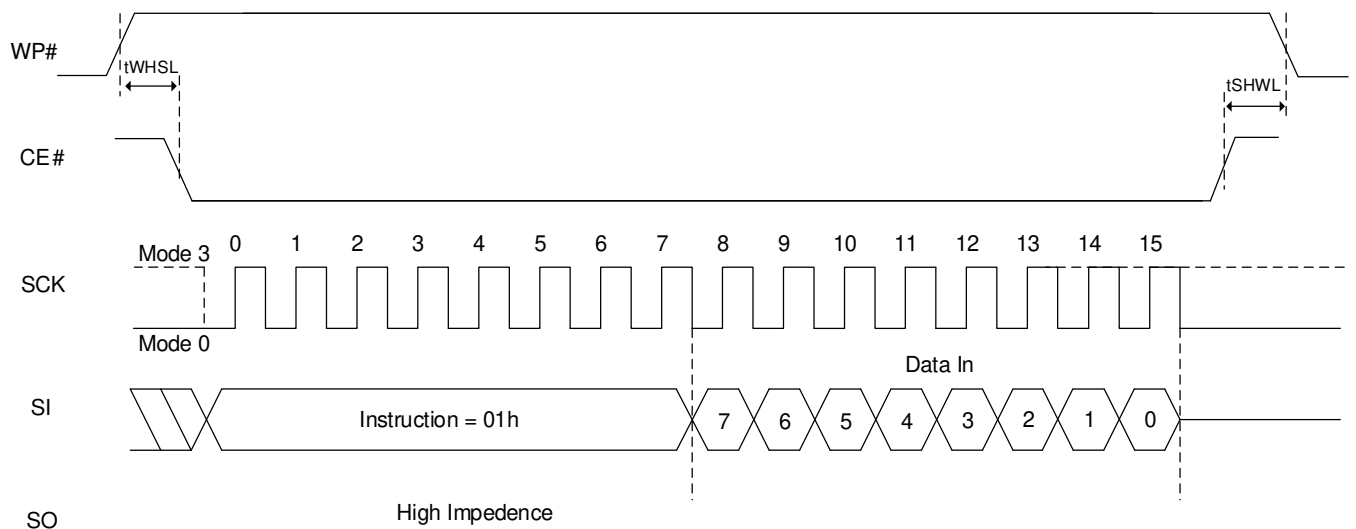 WP#
tWHSL
tSHWL
CE#
Mode 3 0 1 2 3 4 5 6 7 8 9 10 11 12 13 14 15
SCK
Mode 0
Data In
SI
Instruction = 01h 7 6 5 4 3 2 1 0
High Impedence
SO